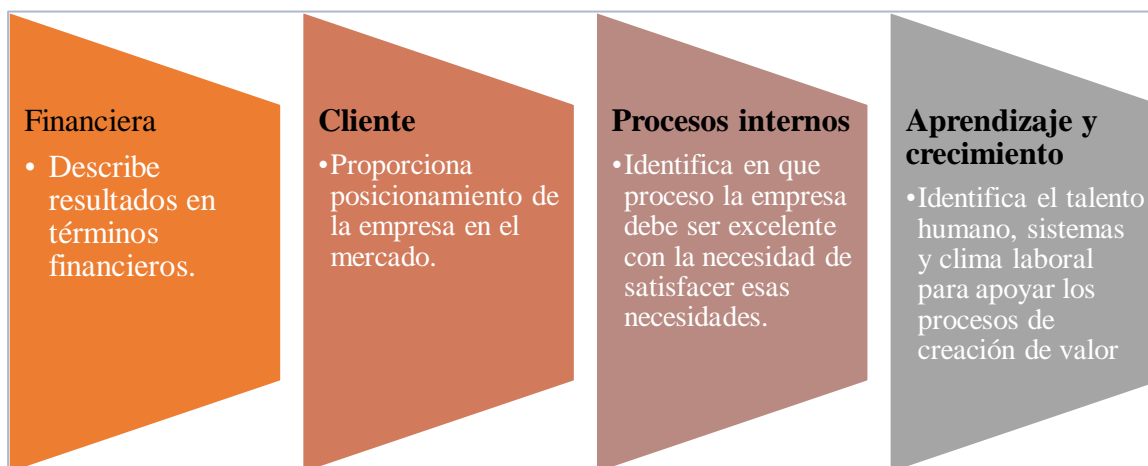 Financiera
• Describe
resultados en
términos
financieros.
Cliente
•Proporciona
posicionamiento de
la empresa en el
mercado.
Procesos internos
•Identifica en que
proceso la empresa
debe ser excelente
con la necesidad de
satisfacer esas
necesidades.
Aprendizaje y
crecimiento
•Identifica el talento
humano, sistemas
y clima laboral
para apoyar los
procesos de
creación de valor